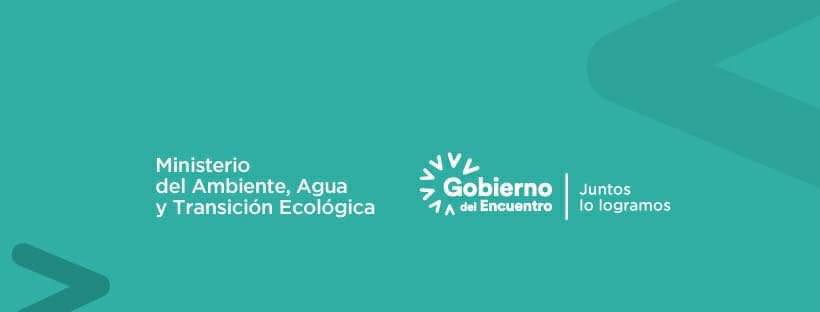 Ministerio
del Ambiente, Agua
y Transición Ecológica
Gobierno
del Encuentro
Juntos
lo logramos